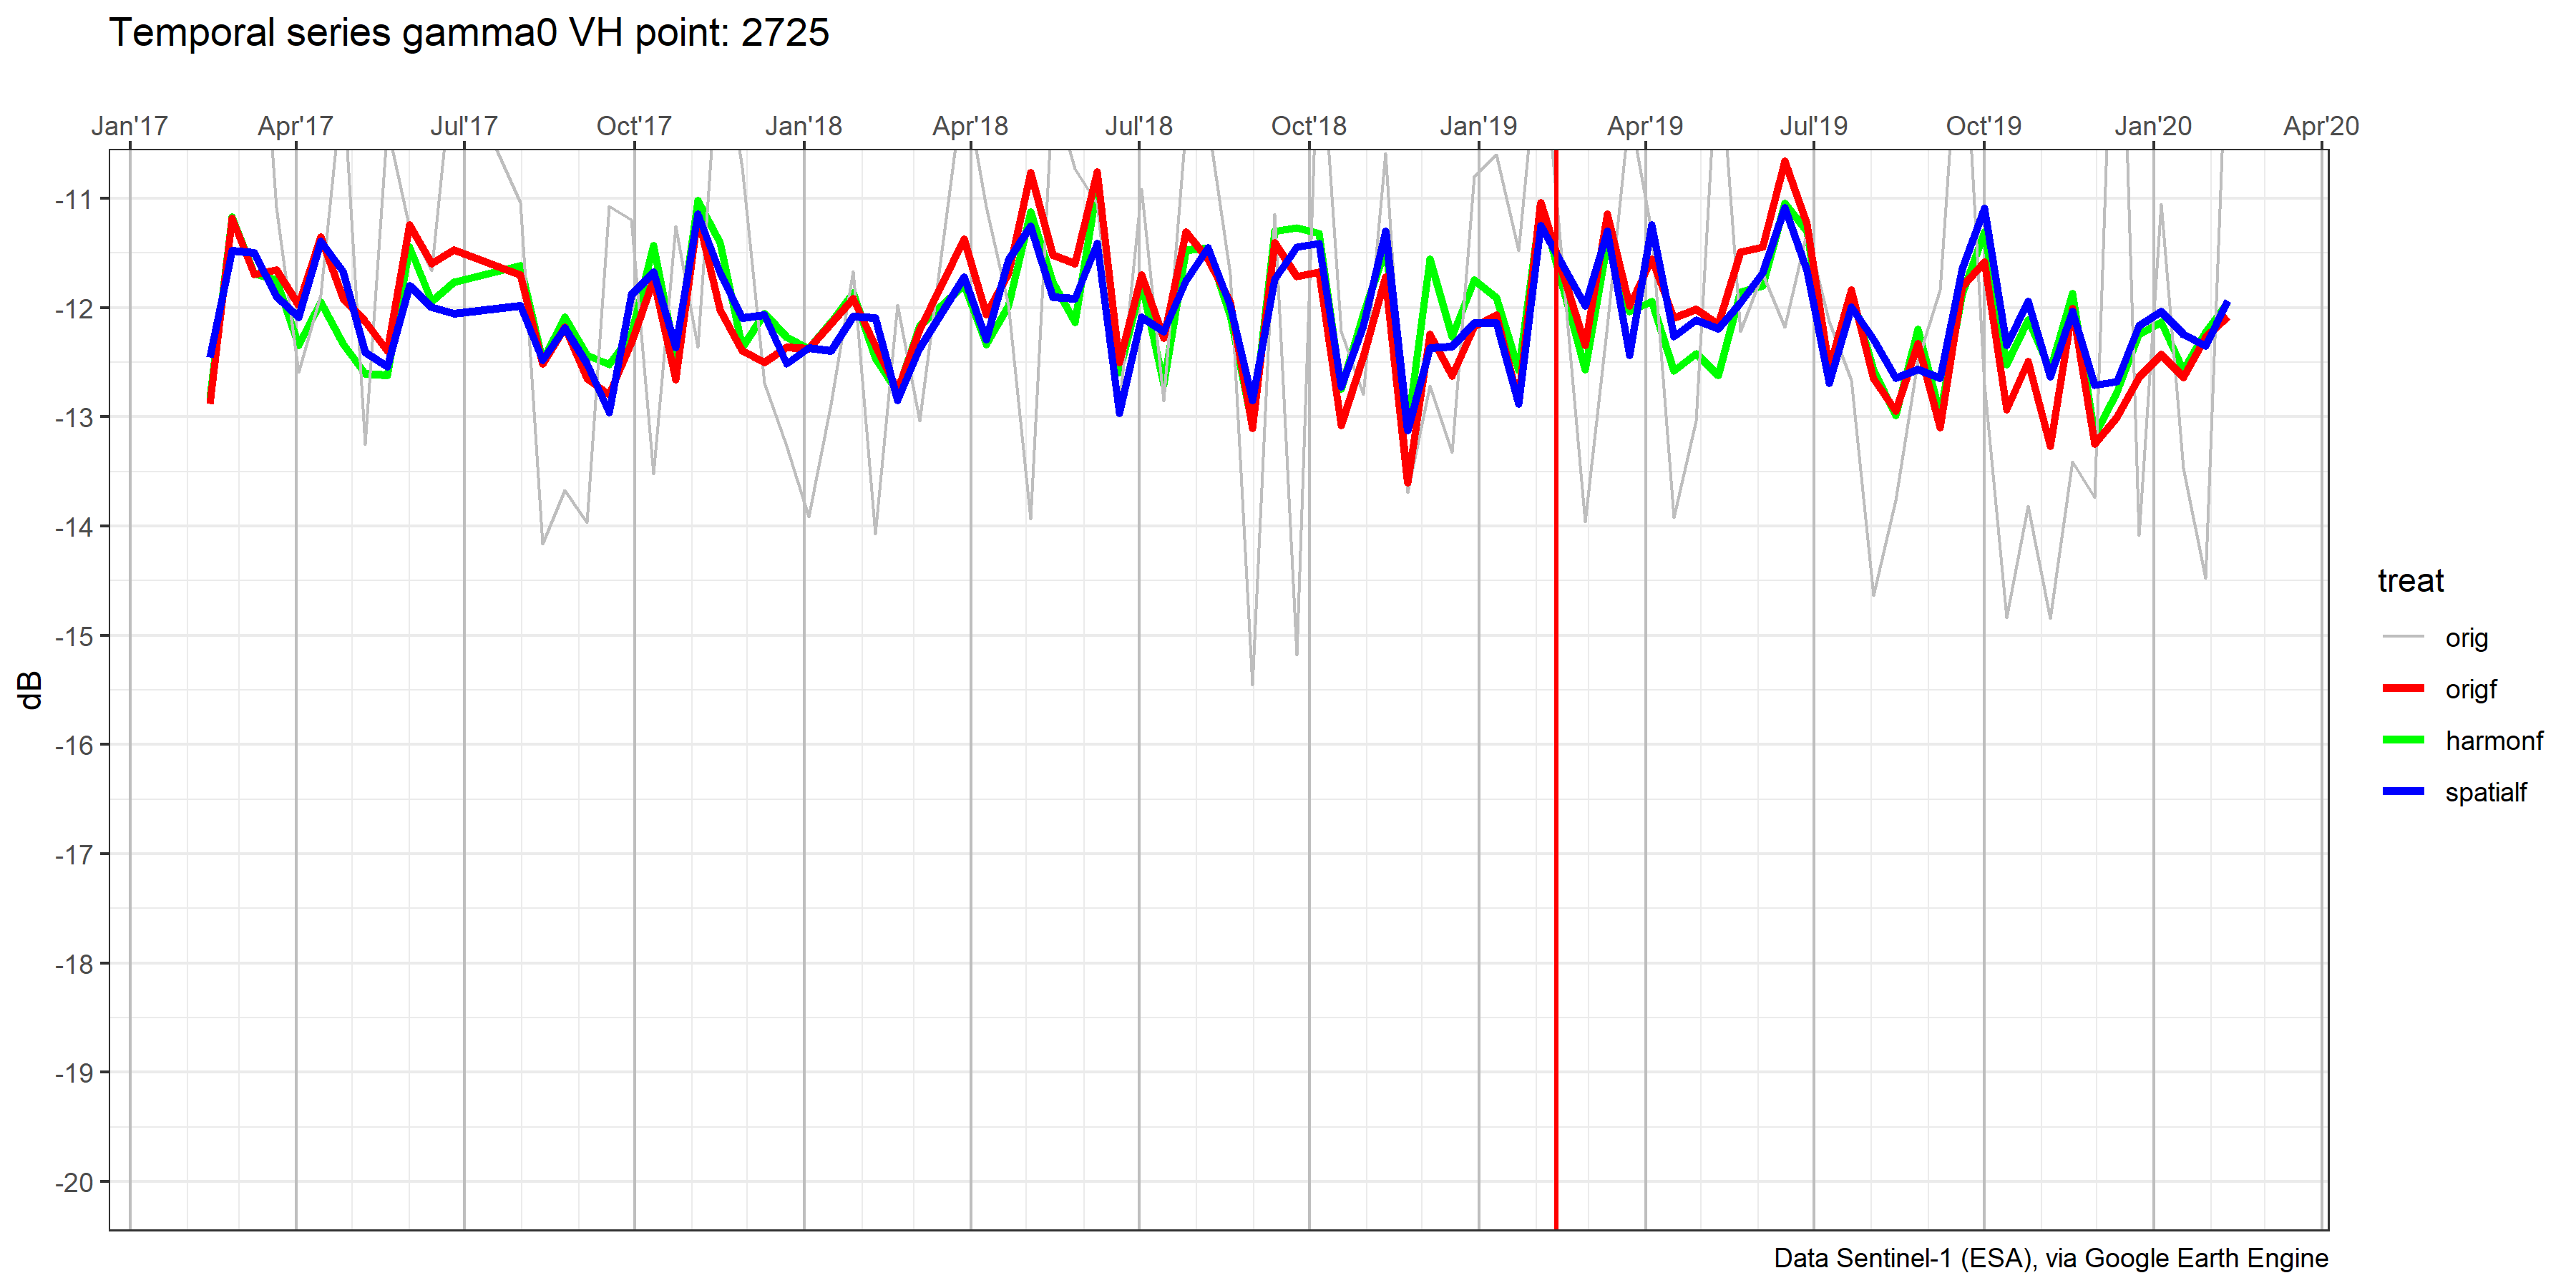 Temporal series gamma0 VH point: 2725
Jan'17 Apr'17 Jul'17 Oct'17 Jan'18 Apr'18 Jul'18 Oct'18 Jan'19 Apr'19 Jul'19 Oct'19 Jan'20 Apr'20
-11
-12
-13
-14
-15
-16
-17
-18
-19
-20
dB
treat
orig
origf
harmonf
spatialf
Data Sentinel-1 (ESA), via Google Earth Engine